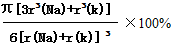 π[3r³(Na)+r³(k)]
6[r(Na)+r(k)] ³ ×100%